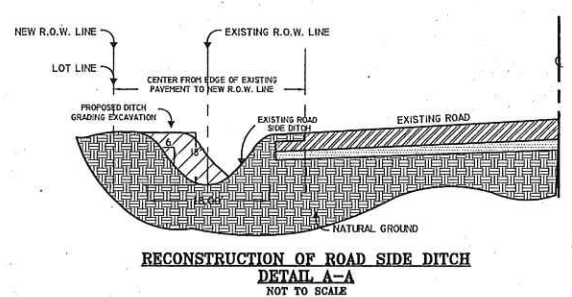 NEW R.O.W. LINE
EXISTING R.O.W. LINE
LOT LINE
CENTER FROM EDGE OF EXISTING
PAVEMENT TO NEW R.O.W. LINE
PROPOSED DITCH
GRADING EXCAVATION
EXISTING ROAD
SIDE DITCH
EXISTING ROAD
6
18
18.00'
NATURAL GROUND
RECONSTRUCTION OF ROAD SIDE DITCH
DETAIL A-A
NOT TO SCALE